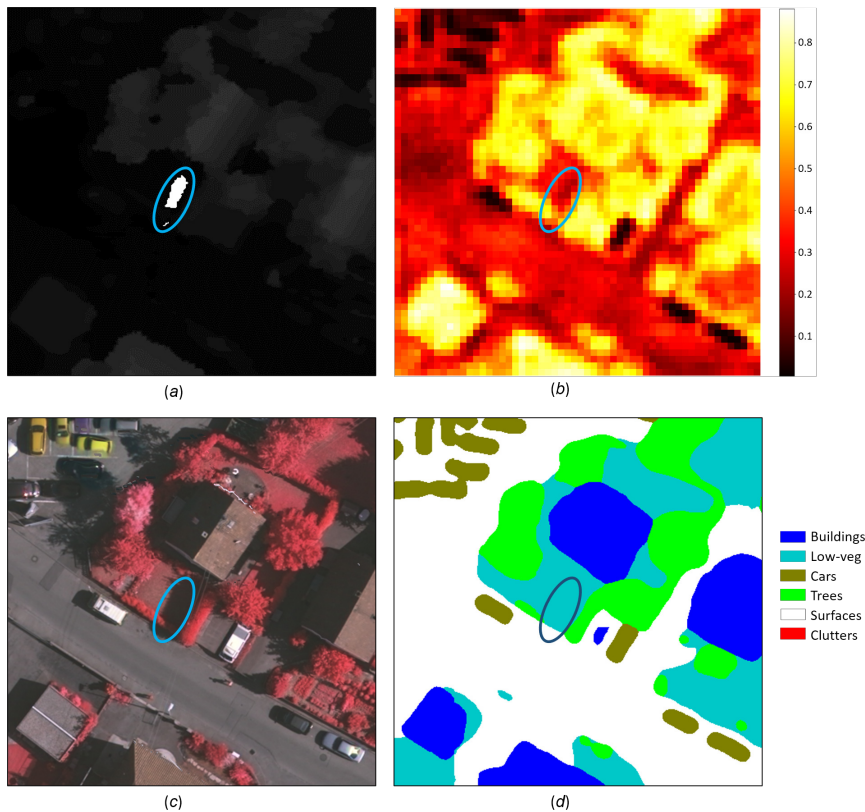 0.8
0.7
0.6
0.5
0.4
0.3
0.2
0.1
(a)
(b)
(c)
(d)
Buildings
Low-veg
Cars
Trees
Surfaces
Clutters